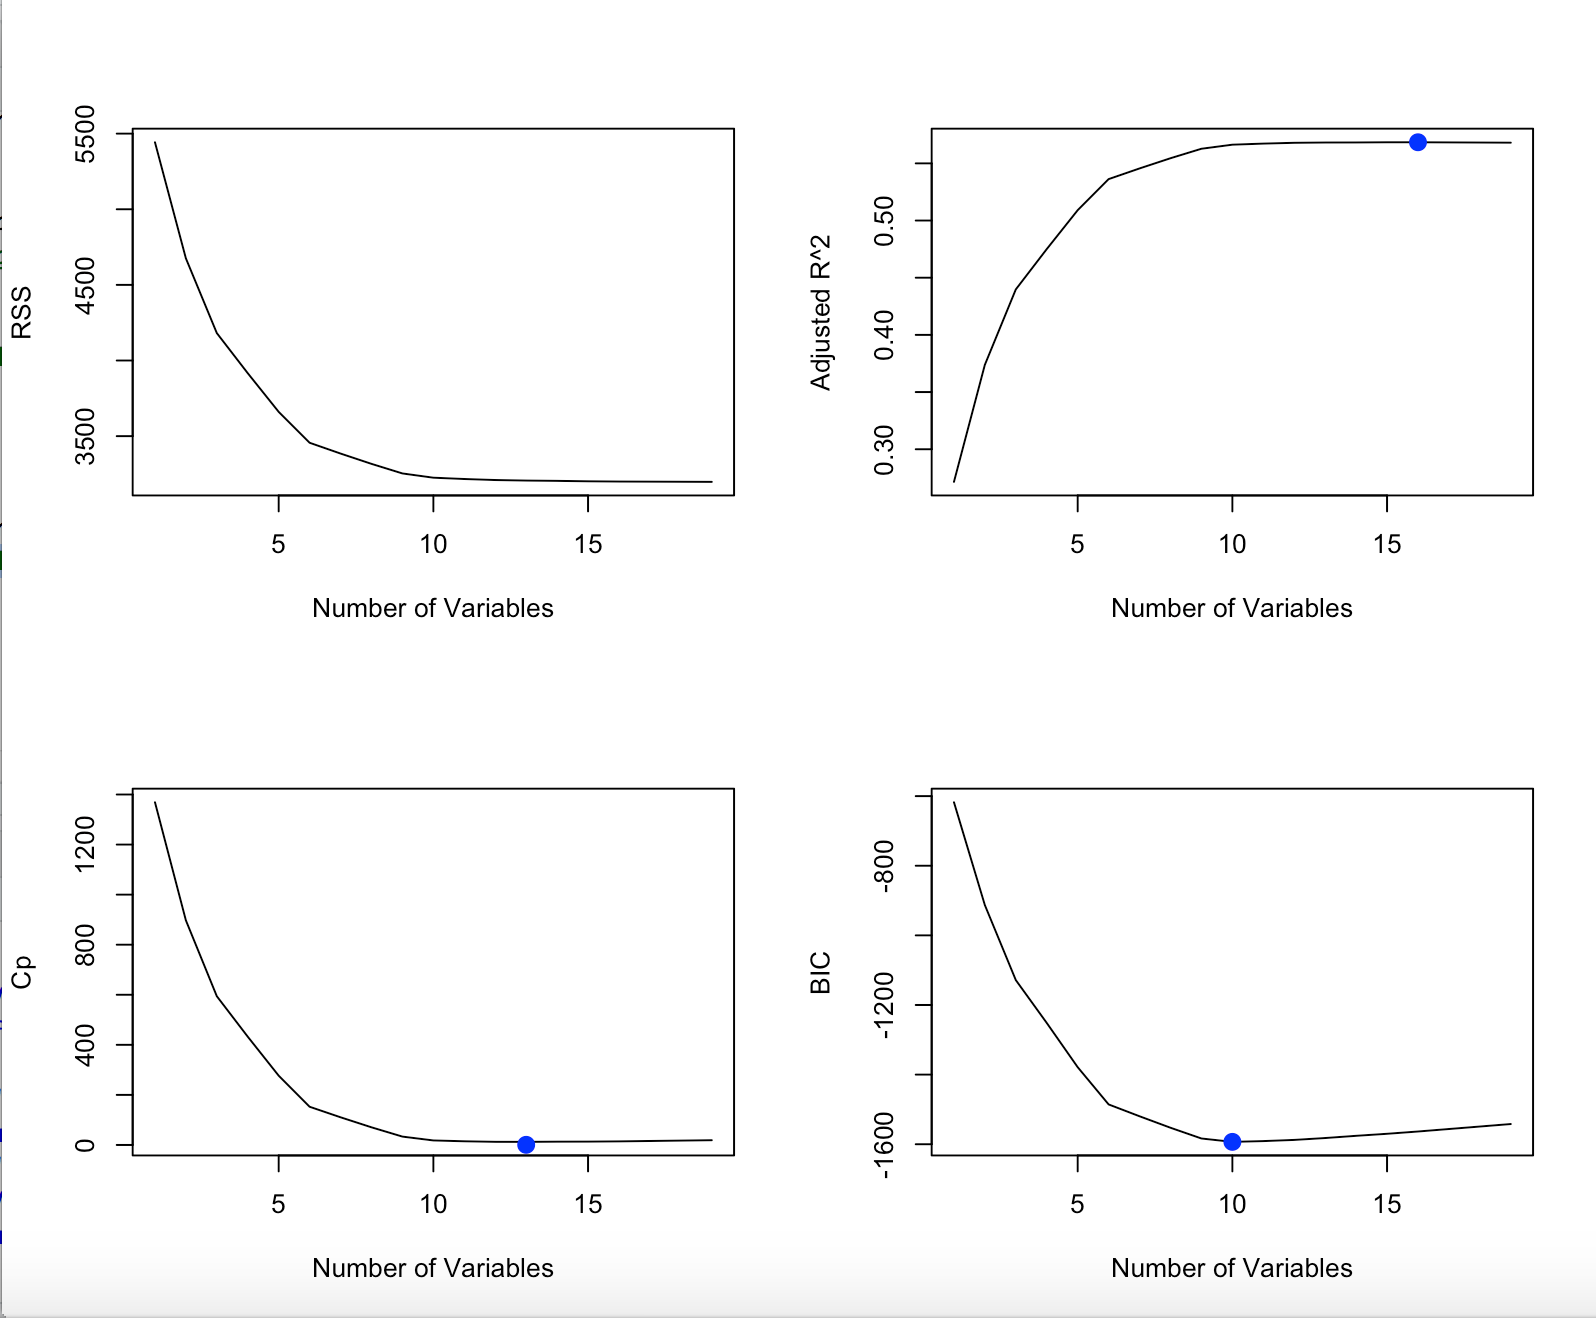 RSS
5500
4500
3500
5 10 15
Number of Variables
Adjusted R^2
0.50
0.40
0.30
5 10 15
Number of Variables
Cp
1200
800
400
0
5 10 15
Number of Variables
BIC
-800
-1200
-1600
5 10 15
Number of Variables